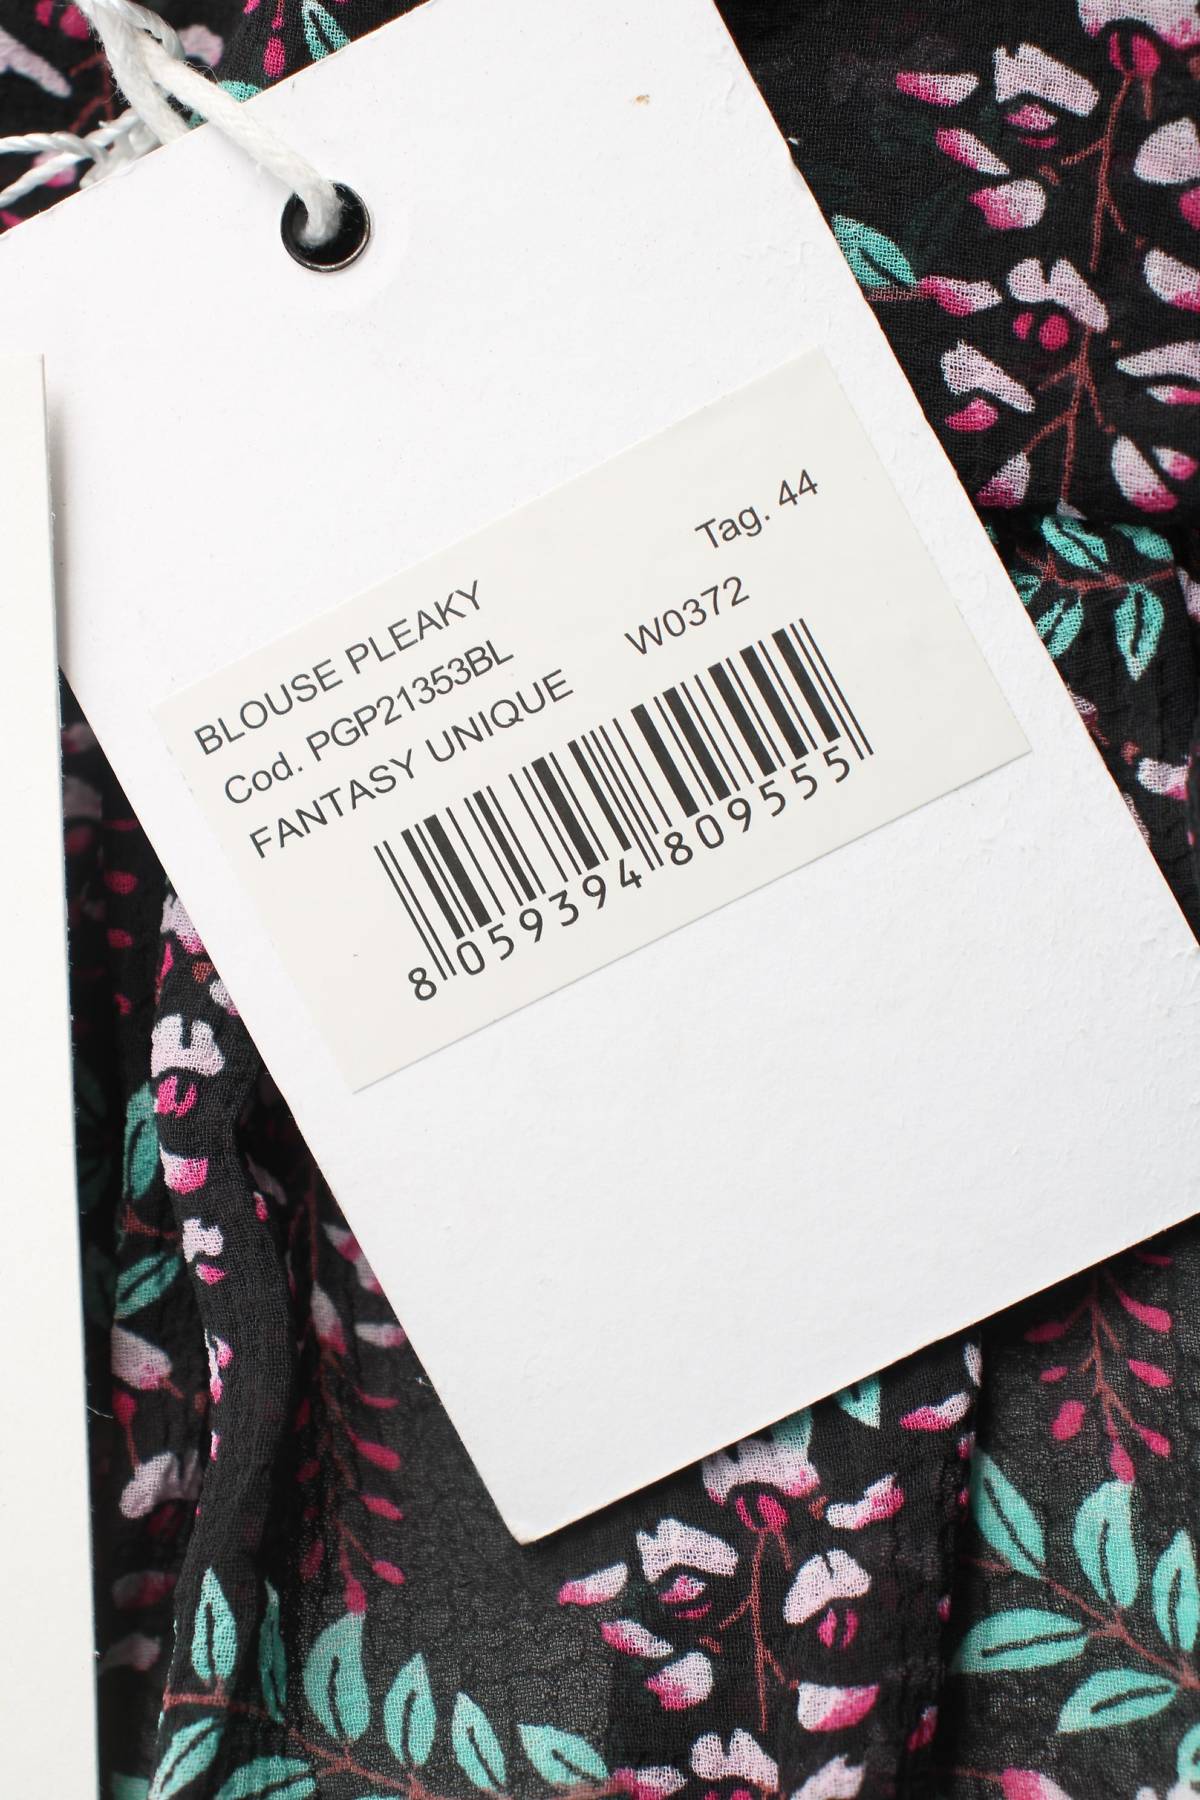 Tag. 44
BLOUSE PLEAKY
Cod. PGP21353BL
FANTASY UNIQUE W0372
8 059394 809555